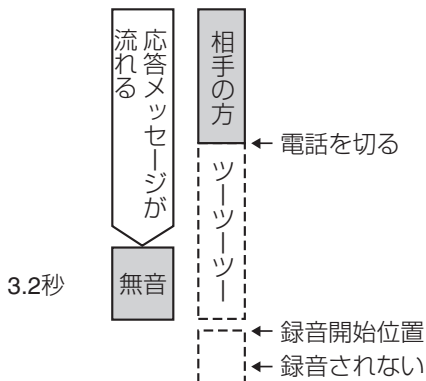 応答メッセージが
流れる
相手の方
電話を切る
ツーツーツー
3.2秒
無音
録音開始位置
録音されない